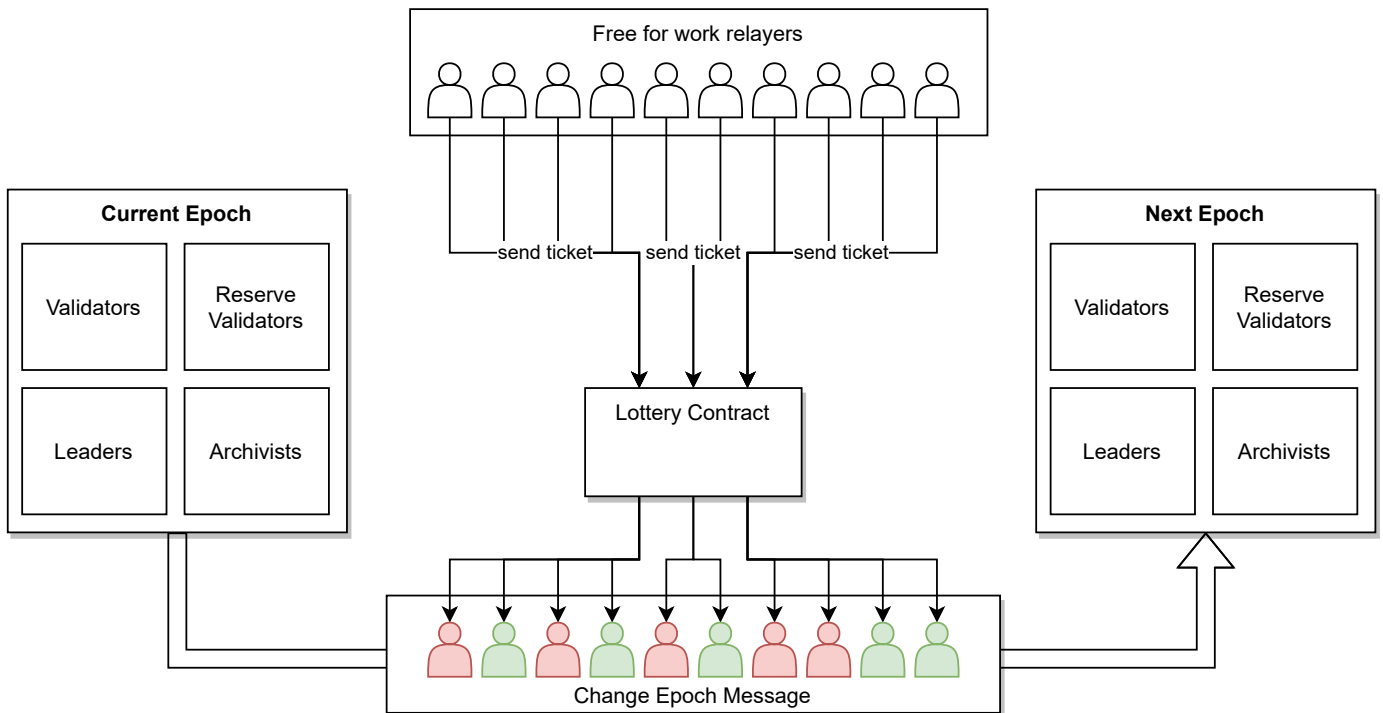 Free for work relayers
Current Epoch
Validators
Reserve
Validators
Leaders
Archivists
send ticket
send ticket
send ticket
Lottery Contract
Next Epoch
Validators
Reserve
Validators
Leaders
Archivists
Change Epoch Message